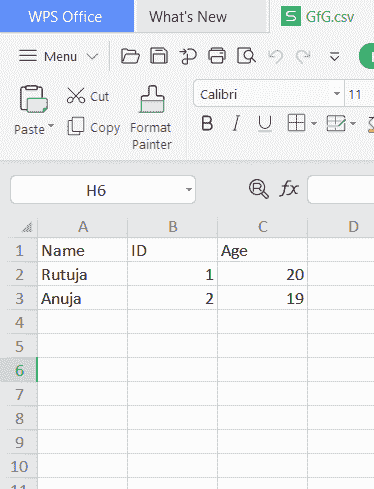 WPS Office What's New S GfG.csv
Menu
Cut Calibri 11
Paste Copy Format Painter B I U
H6 fx
A B C D
1 Name ID Age
2 Rutuja 1 20
3 Anuja 2 19
4
5
6
7
8
9
10